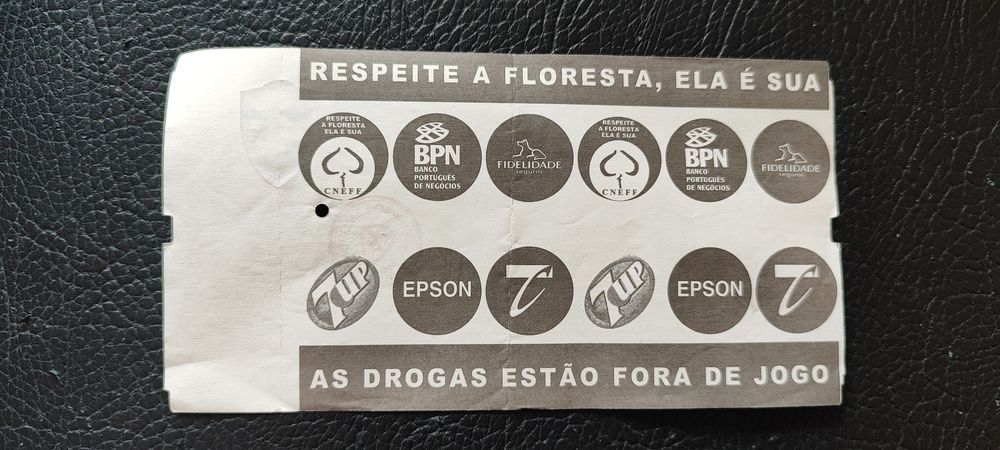 RESPEITE A FLORESTA, ELA É SUA
RESPEITE
A FLORESTA
ELA E SUA
CNEFF
BPN
BANCO
PORTUGUÊS
DE NEGÓCIOS
FIDELIDADE
seguros
RESPEITE
A FLORESTA
ELA E SUA
CNEFF
BPN
BANCO
PORTUGUÊS
DE NEGÓCIOS
FIDELIDADE
seguros
7UP
EPSON
7UP
EPSON
AS DROGAS ESTÃO FORA DE JOGO